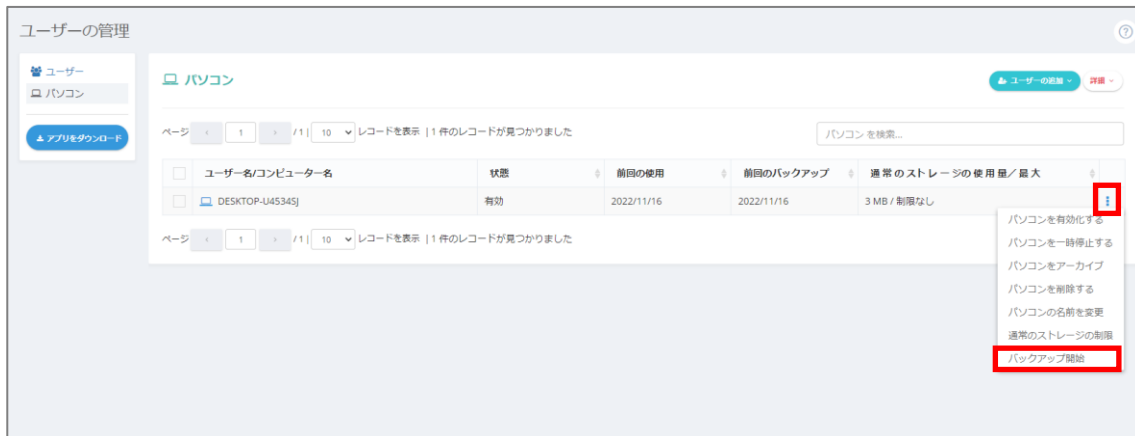 ユーザーの管理
ユーザー
パソコン
アプリをダウンロード
パソコン
ユーザーの追加
詳細
ページ 1 / 1 | 10 レコードを表示 | 1 件のレコードが見つかりました
パソコン を検索...
ユーザー名/コンピューター名 状態 前回の使用 前回のバックアップ 通常のストレージの使用量/最大
DESKTOP-U4534SJ 有効 2022/11/16 2022/11/16 3 MB / 制限なし
ページ 1 / 1 | 10 レコードを表示 | 1 件のレコードが見つかりました
パソコンを有効化する
パソコンを一時停止する
パソコンをアーカイブ
パソコンを削除する
パソコンの名前を変更
通常のストレージの制限
バックアップ開始